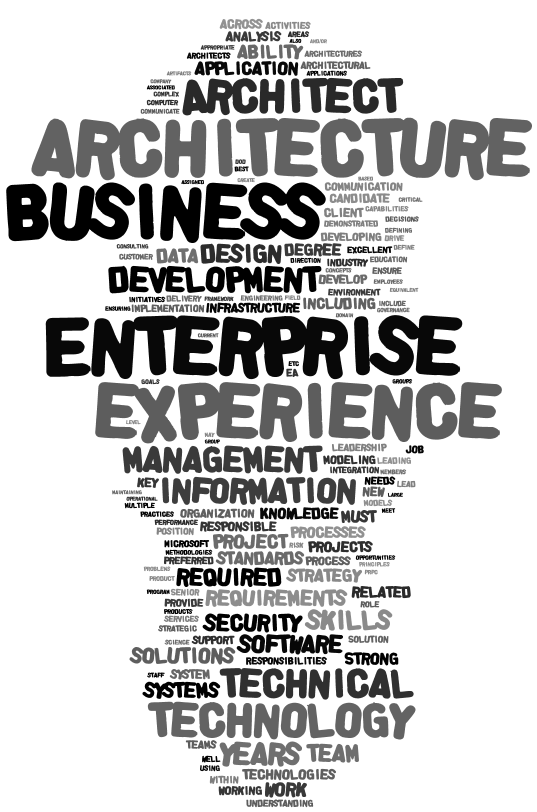 ACROSS ACTIVITIES
ANALYSIS AREAS
ALSO AND/OR
APPROPRIATE ABILITY
ARCHITECTS ARCHITECTURES
ARTIFACTS APPLICATION ARCHITECTURAL
APPLICATIONS
COMPANY
ASSOCIATED
COMPLEX
COMPUTER
COMMUNICATE
ARCHITECT
ARCHITECTURE
DOD
BEST
ASSIGNED CREATE BASED
BUSINESS
COMMUNICATION
CANDIDATE CRITICAL
CLIENT CAPABILITIES
DEMONSTRATED DECISIONS
DEFINING
DEVELOPING DRIVE
CONSULTING
CUSTOMER DATA DESIGN DEGREE EXCELLENT DEFINE
DIRECTION INDUSTRY EDUCATION
DEVELOPMENT CONCEPTS ENSURE
DEVELOP EMPLOYEES
ENVIRONMENT EQUIVALENT
INITIATIVES DELIVERY FRAMEWORK ENGINEERING FIELD
INCLUDING INCLUDE
ENSURING IMPLEMENTATION INFRASTRUCTURE GOVERNANCE
DOMAIN
ENTERPRISE
CURRENT
ETC
EA
GOALS GROUPS
EXPERIENCE
LEVEL
MAY
GROUP
MANAGEMENT LEADERSHIP JOB
MODELING LEADING
INTEGRATION MEMBERS
KEY INFORMATION NEEDS LEAD
MAINTAINING NEW LARGE
OPERATIONAL MODELS
MULTIPLE MEET
PRACTICES ORGANIZATION KNOWLEDGE MUST
PERFORMANCE RESPONSIBLE
POSITION PROCESSES
MICROSOFT PROJECT RISK PROJECTS
METHODOLOGIES
PREFERRED STANDARDS PROCESS OPPORTUNITIES
PRINCIPLES
PROBLEMS PRODUCT REQUIRED STRATEGY PWPC
PROGRAM SENIOR REQUIREMENTS RELATED
PROVIDE ROLE
PRODUCTS
SERVICES SECURITY SKILLS
STRATEGIC
SCIENCE SUPPORT SOFTWARE SOLUTION
SOLUTIONS RESPONSIBILITIES STRONG
STAFF SYSTEM
SYSTEMS TECHNICAL
TECHNOLOGY
TEAMS
WELL YEARS TEAM
USING
WITHIN TECHNOLOGIES
WORKING WORK
UNDERSTANDING